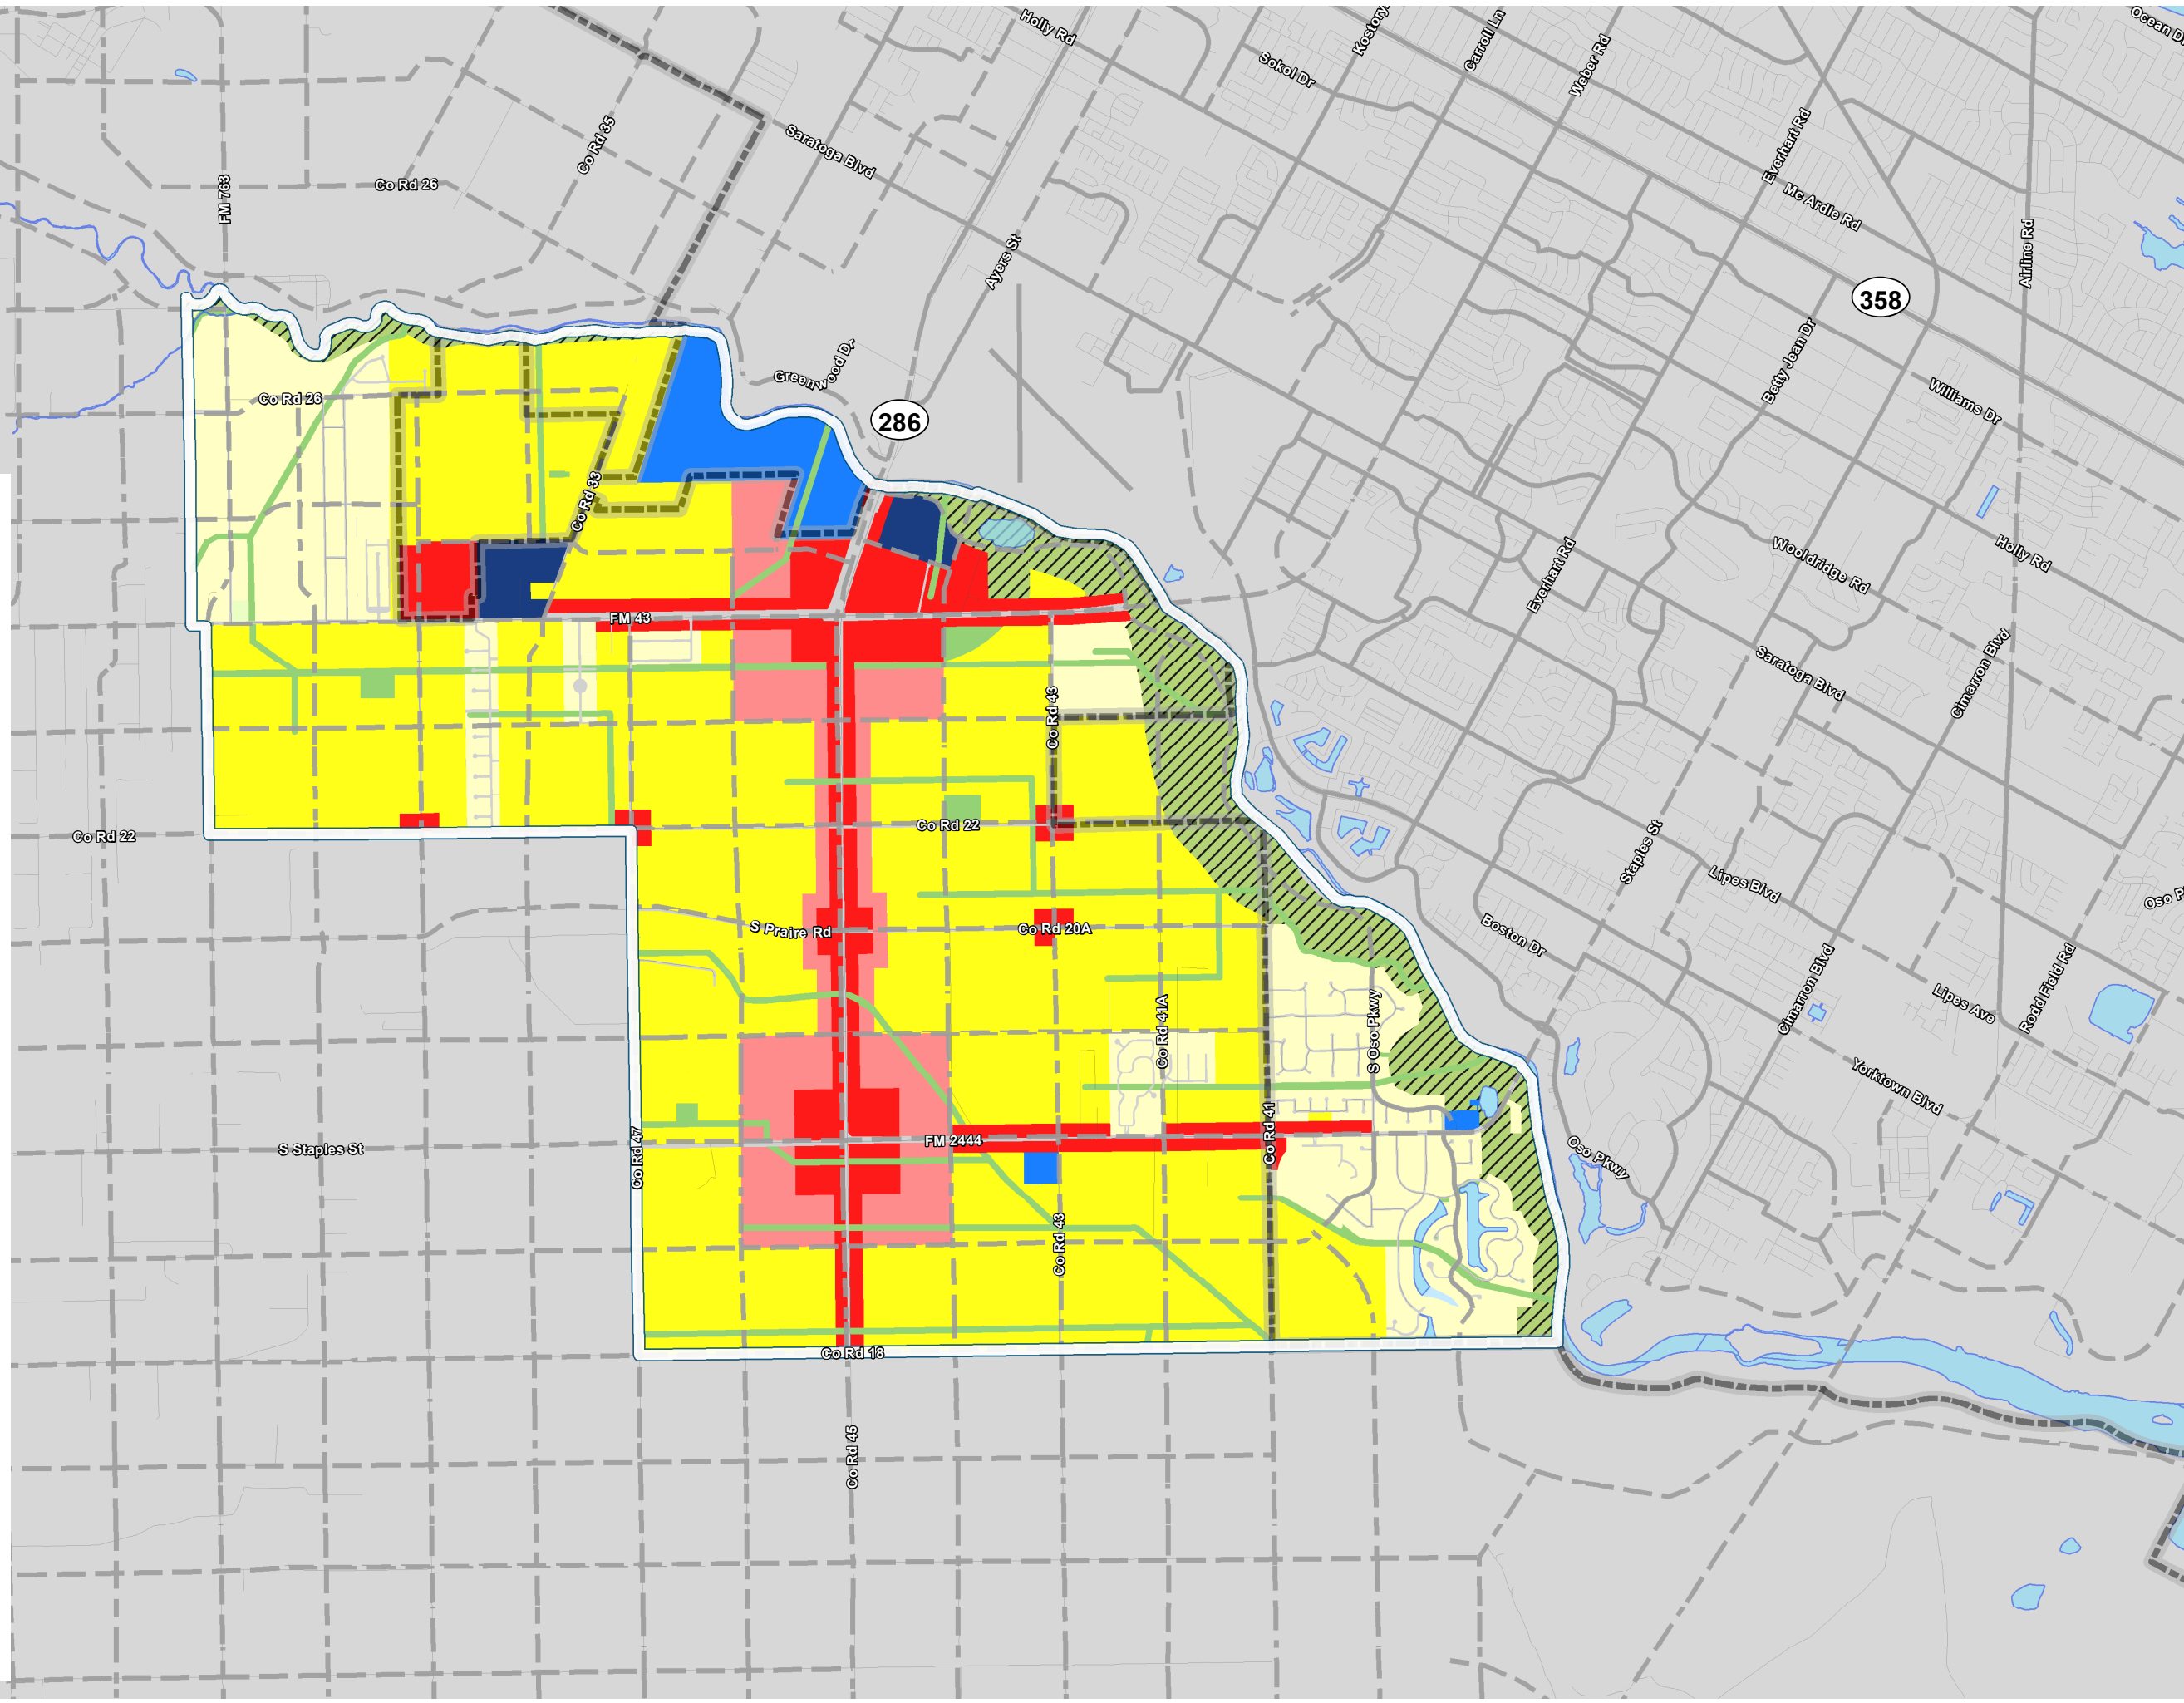 Holly Rd
Kostory
Carroll Ln
Ocean D
Sokol Dr
Weber Rd
Co Rd 35
Saratoga Blvd
Everhart Rd
Co Rd 26
FM 763
Mc Ardle Rd
Ayers St
Airline Rd
358
Greenwood Dr
Betty Jean Dr
Co Rd 26
Williams Dr
286
Co Rd 33
Holly Rd
Wooldridge Rd
Everhart Rd
FM 43
Saratoga Blvd
Cimarron Blvd
Co Rd 43
Co Rd 22
Co Rd 22
Staples St
Lipes Blvd
Oso P
S Praire Rd
Co Rd 20A
Boston Dr
Cimarron Blvd
Rodd Field Rd
Lipes Ave
Co Rd 41A
S Oso Pkwy
Yorktown Blvd
S Staples St
Co Rd 47
FM 2444
Co Rd 41
Oso Pkwy
Co Rd 43
Co Rd 18
Co Rd 45